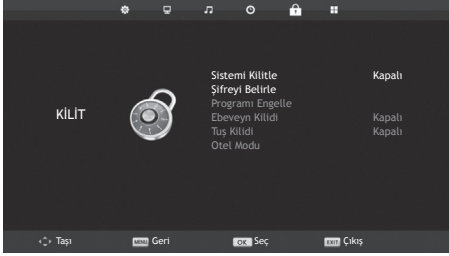 KİLİT
Sistemi Kilitle Kapalı
Şifreyi Belirle
Programı Engelle
Ebeveyn Kilidi Kapalı
Tuş Kilidi Kapalı
Otel Modu
Taşı MENU Geri OK Seç EXIT Çıkış